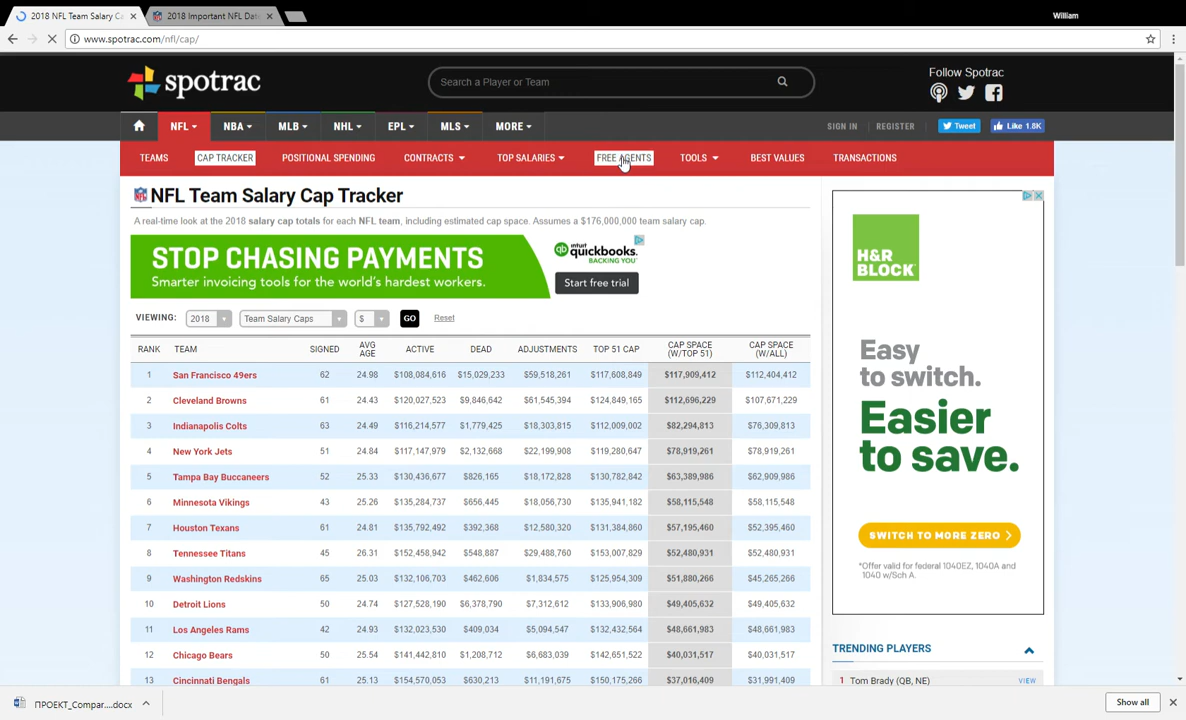 2018 NFL Team Salary Ca
2018 Important NFL Date
William
www.spotrac.com/nfl/cap/
spotrac
Search a Player or Team
Follow Spotrac
NFL NBA MLB NHL EPL MLS MORE
SIGN IN REGISTER Tweet Like 1.8K
TEAMS CAP TRACKER POSITIONAL SPENDING CONTRACTS TOP SALARIES FREE AGENTS TOOLS BEST VALUES TRANSACTIONS
NFL Team Salary Cap Tracker
A real-time look at the 2018 salary cap totals for each NFL team, including estimated cap space. Assumes a $176,000,000 team salary cap.
STOP CHASING PAYMENTS
Smarter invoicing tools for the world's hardest workers.
intuit
qb quickbooks.
BACKING YOU
Start free trial
VIEWING: 2018 Team Salary Caps $ GO Reset
RANK TEAM SIGNED AVG AGE ACTIVE DEAD ADJUSTMENTS TOP 51 CAP CAP SPACE (W/TOP 51) CAP SPACE (W/ALL)
1 San Francisco 49ers 62 24.98 $108,084,616 $15,029,233 $59,518,261 $117,608,849 $117,909,412 $112,404,412
2 Cleveland Browns 61 24.43 $120,027,523 $9,846,642 $61,545,394 $124,849,165 $112,696,229 $107,671,229
3 Indianapolis Colts 63 24.49 $116,214,577 $1,779,425 $18,303,815 $112,009,002 $82,294,813 $76,309,813
4 New York Jets 51 24.84 $117,147,979 $2,132,668 $22,199,908 $119,280,647 $78,919,261 $78,919,261
5 Tampa Bay Buccaneers 52 25.33 $130,436,677 $826,165 $18,172,828 $130,782,842 $63,389,986 $62,909,986
6 Minnesota Vikings 43 25.26 $135,284,737 $656,445 $18,056,730 $135,941,182 $58,115,548 $58,115,548
7 Houston Texans 61 24.81 $135,792,492 $392,368 $12,580,320 $131,384,860 $57,195,460 $52,395,460
8 Tennessee Titans 45 26.31 $152,458,942 $548,887 $29,488,760 $153,007,829 $52,480,931 $52,480,931
9 Washington Redskins 65 25.03 $132,106,703 $462,606 $1,834,575 $125,954,309 $51,880,266 $45,265,266
10 Detroit Lions 50 24.74 $127,528,190 $6,378,790 $7,312,612 $133,906,980 $49,405,632 $49,405,632
11 Los Angeles Rams 42 24.93 $132,023,530 $409,034 $5,094,547 $132,432,564 $48,661,983 $48,661,983
12 Chicago Bears 50 25.54 $141,442,810 $1,208,712 $6,683,039 $142,651,522 $40,031,517 $40,031,517
13 Cincinnati Bengals 61 25.13 $154,570,053 $630,213 $11,191,675 $150,175,266 $37,016,409 $31,991,409
H&R
BLOCK
Easy
to switch.
Easier
to save.
SWITCH TO MORE ZERO
*Offer valid for federal 1040EZ, 1040A and
1040 w/Sch A.
TRENDING PLAYERS
1 Tom Brady (QB, NE) VIEW
ПРОЕКТ_Compar....docx
Show all